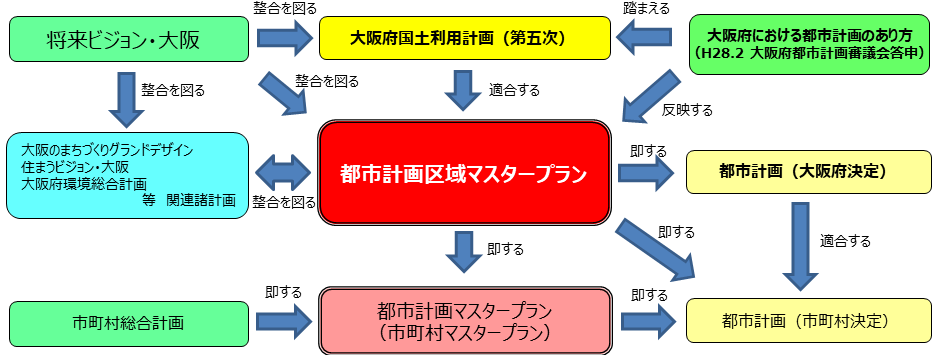 整合を図る
踏まえる
将来ビジョン・大阪
大阪府国土利用計画（第五次）
大阪府における都市計画のあり方
（H28.2 大阪府都市計画審議会答申）
整合を図る
整合を図る
適合する
反映する
大阪のまちづくりグランドデザイン
住まうビジョン・大阪
大阪府環境総合計画
等　関連諸計画
整合を図る
都市計画区域マスタープラン
即する
都市計画（大阪府決定）
即する
即する
適合する
市町村総合計画
即する
都市計画マスタープラン
（市町村マスタープラン）
即する
都市計画（市町村決定）